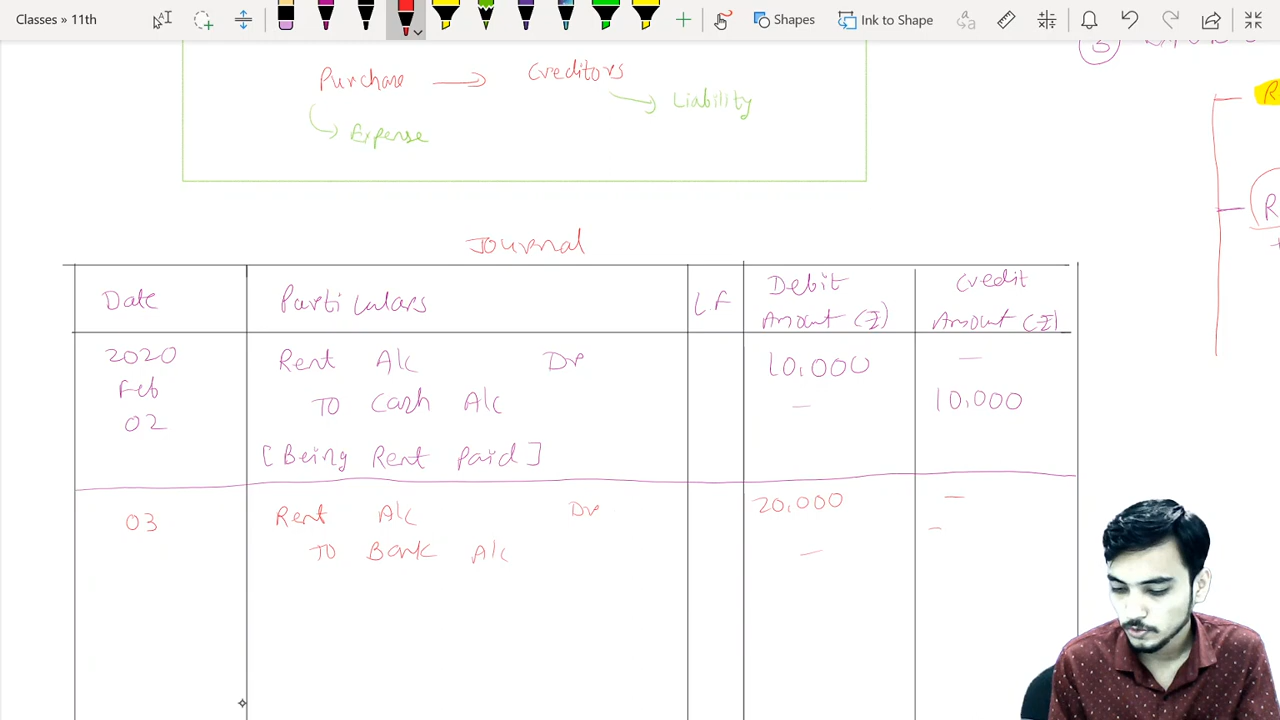 Classes » 11th
Shapes
Ink to Shape
Purchase → Creditors
Liability
Expense
Journal
Date Particulars L.F Debit Amount (₹) Credit Amount (₹)
2020 Feb 02 Rent A/c Dr 10,000 —
To Cash A/c — 10,000
[Being Rent Paid]
03 Rent A/c Dr 20,000 —
To Bank A/c —